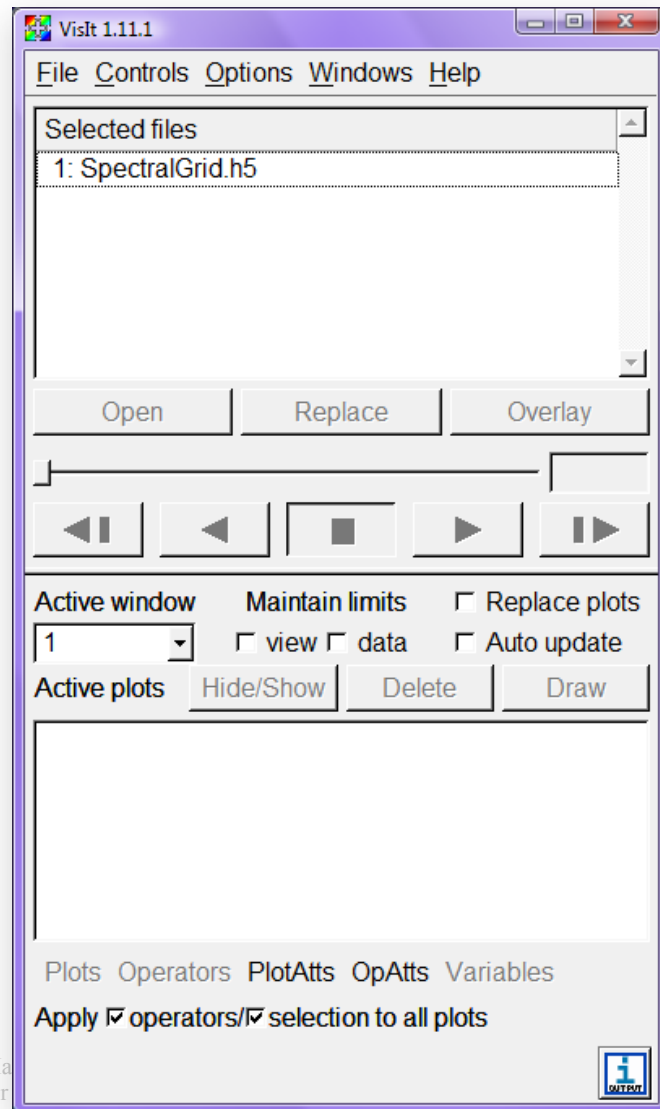 VisIt 1.11.1
File Controls Options Windows Help
Selected files
1: SpectralGrid.h5
Open Replace Overlay
Active window Maintain limits Replace plots
1 view data Auto update
Active plots Hide/Show Delete Draw
Plots Operators PlotAtts OpAtts Variables
Apply operators/ selection to all plots
a
r
i
OUTPUT